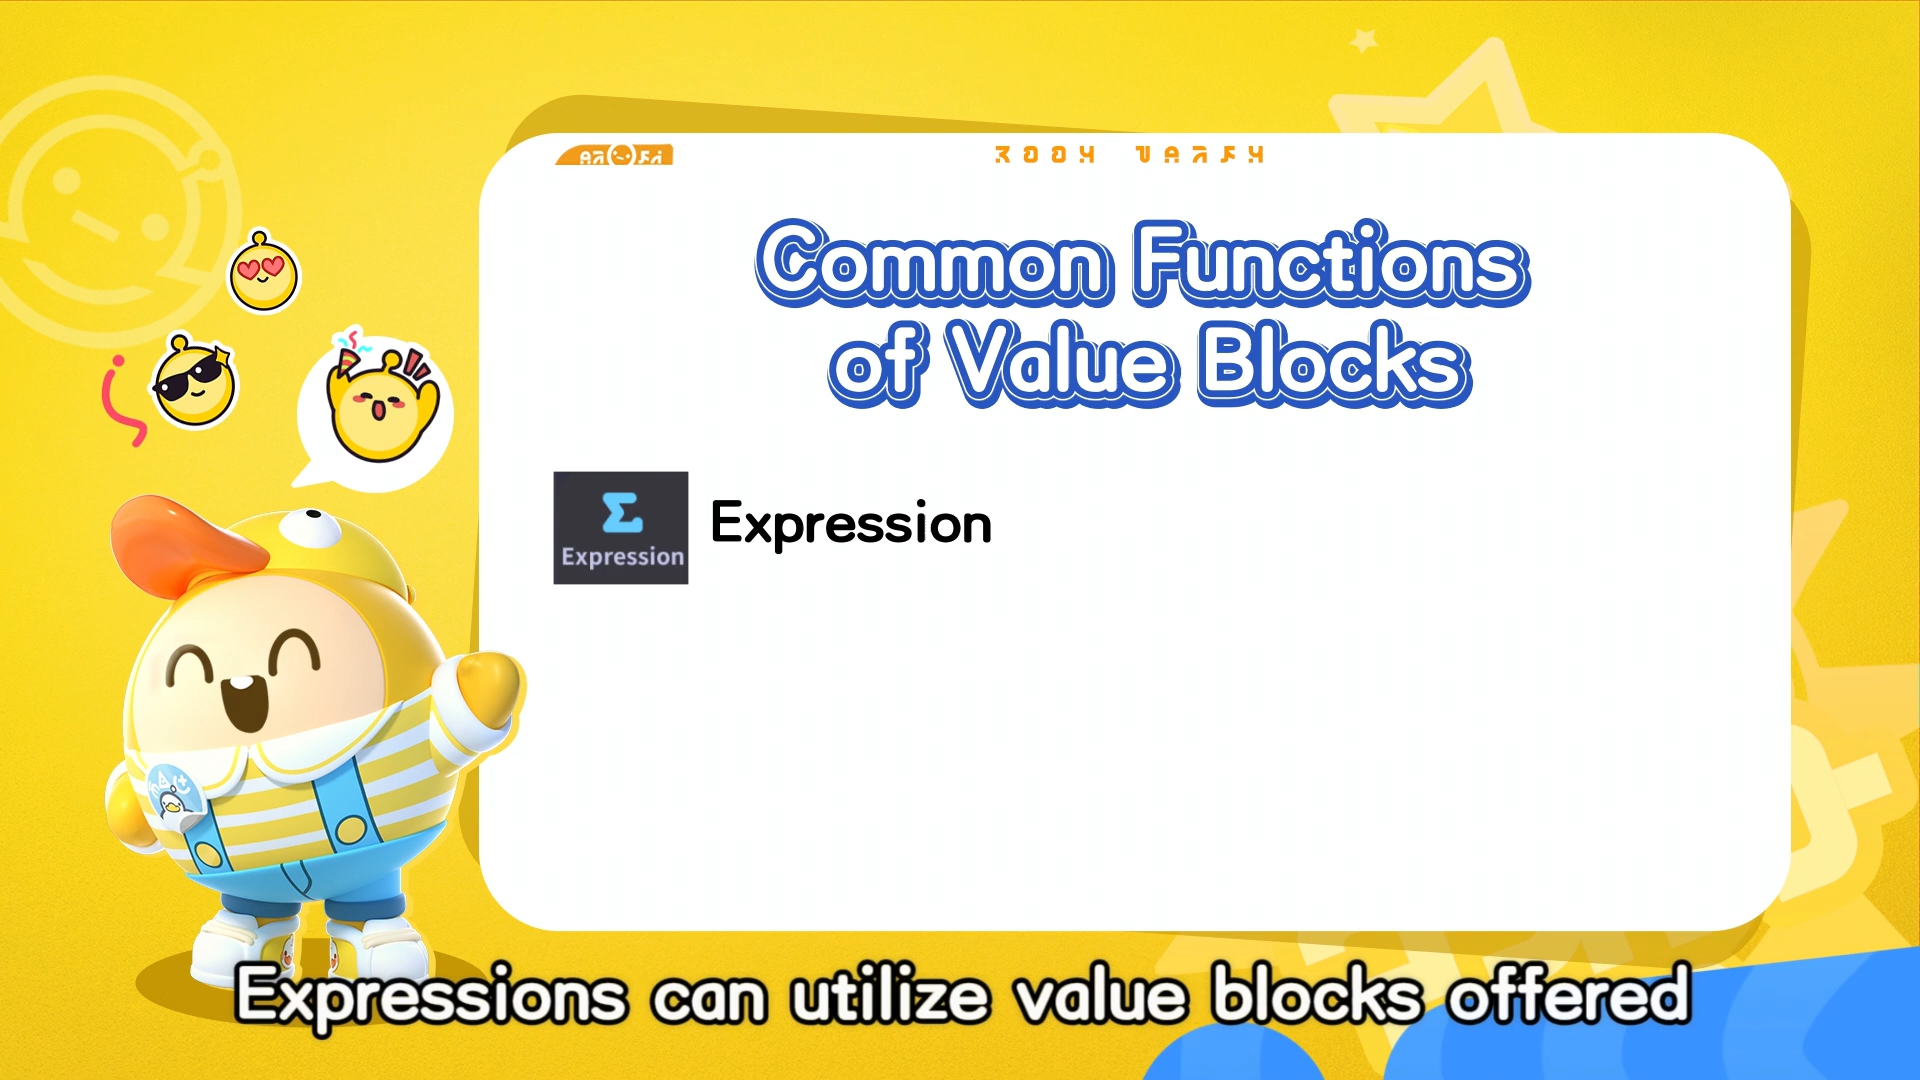 Common Functions
of Value Blocks
Expression
Expression
Expressions can utilize value blocks offered